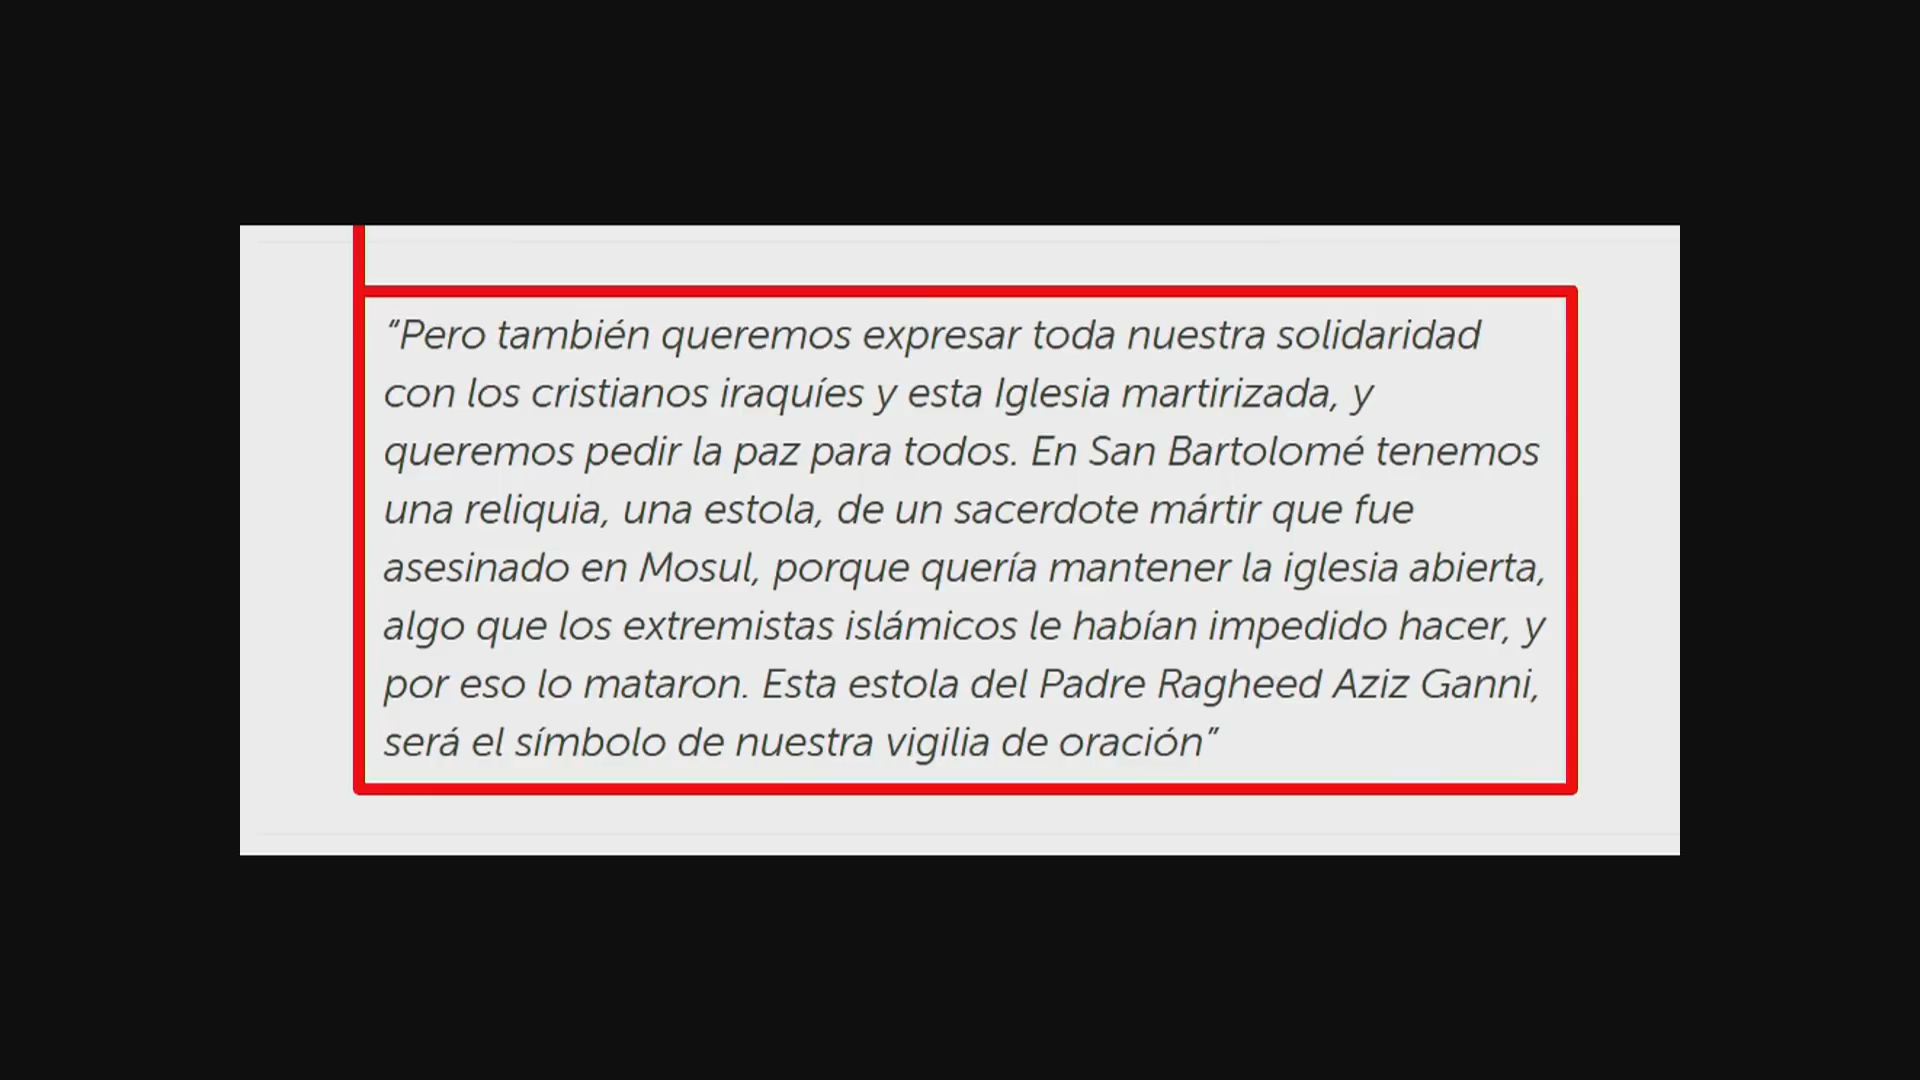 “Pero también queremos expresar toda nuestra solidaridad
con los cristianos iraquíes y esta Iglesia martirizada, y
queremos pedir la paz para todos. En San Bartolomé tenemos
una reliquia, una estola, de un sacerdote mártir que fue
asesinado en Mosul, porque quería mantener la iglesia abierta,
algo que los extremistas islámicos le habían impedido hacer, y
por eso lo mataron. Esta estola del Padre Ragheed Aziz Ganni,
será el símbolo de nuestra vigilia de oración”